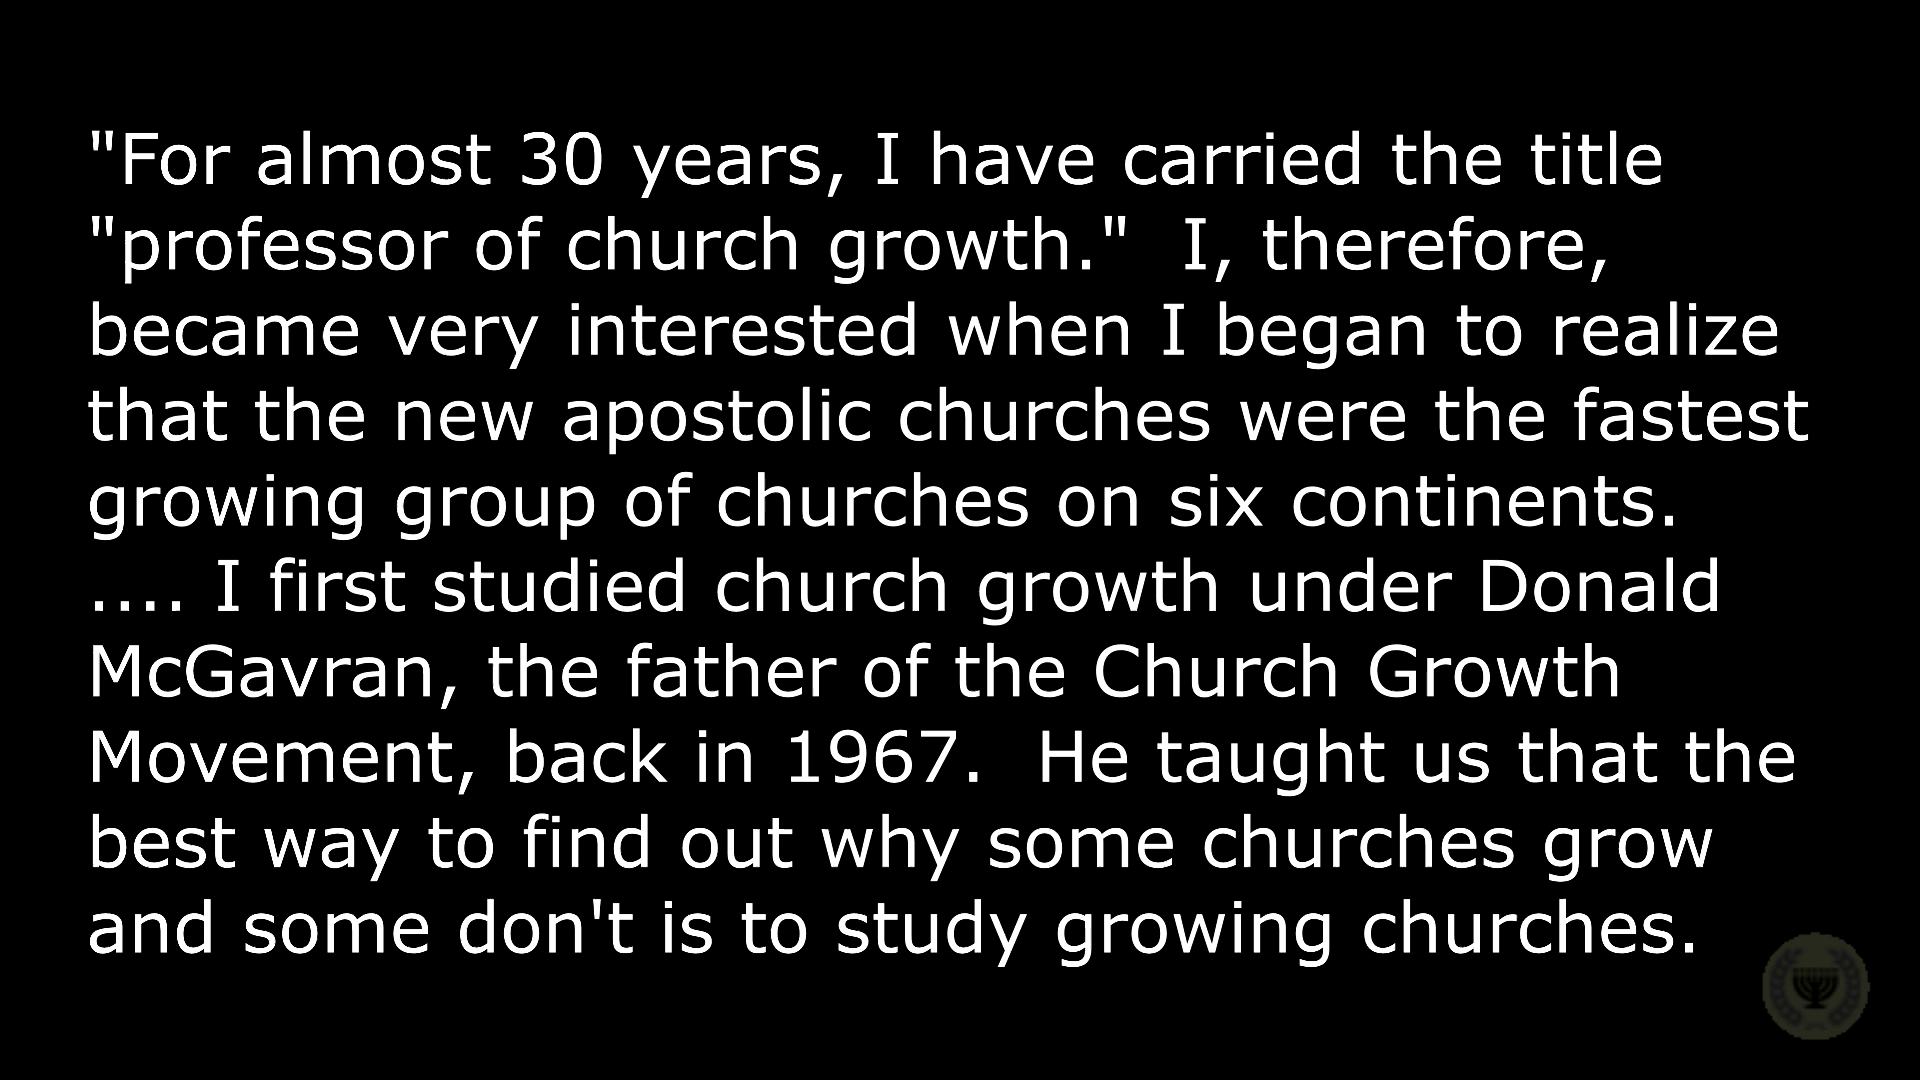 "For almost 30 years, I have carried the title
"professor of church growth."  I, therefore,
became very interested when I began to realize
that the new apostolic churches were the fastest
growing group of churches on six continents.
.... I first studied church growth under Donald
McGavran, the father of the Church Growth
Movement, back in 1967.  He taught us that the
best way to find out why some churches grow
and some don't is to study growing churches.